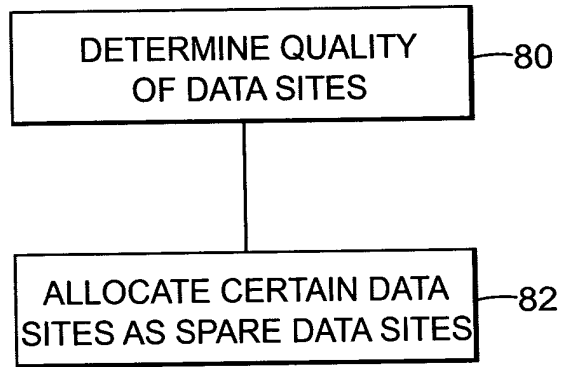 DETERMINE QUALITY
OF DATA SITES
80
ALLOCATE CERTAIN DATA
SITES AS SPARE DATA SITES
82